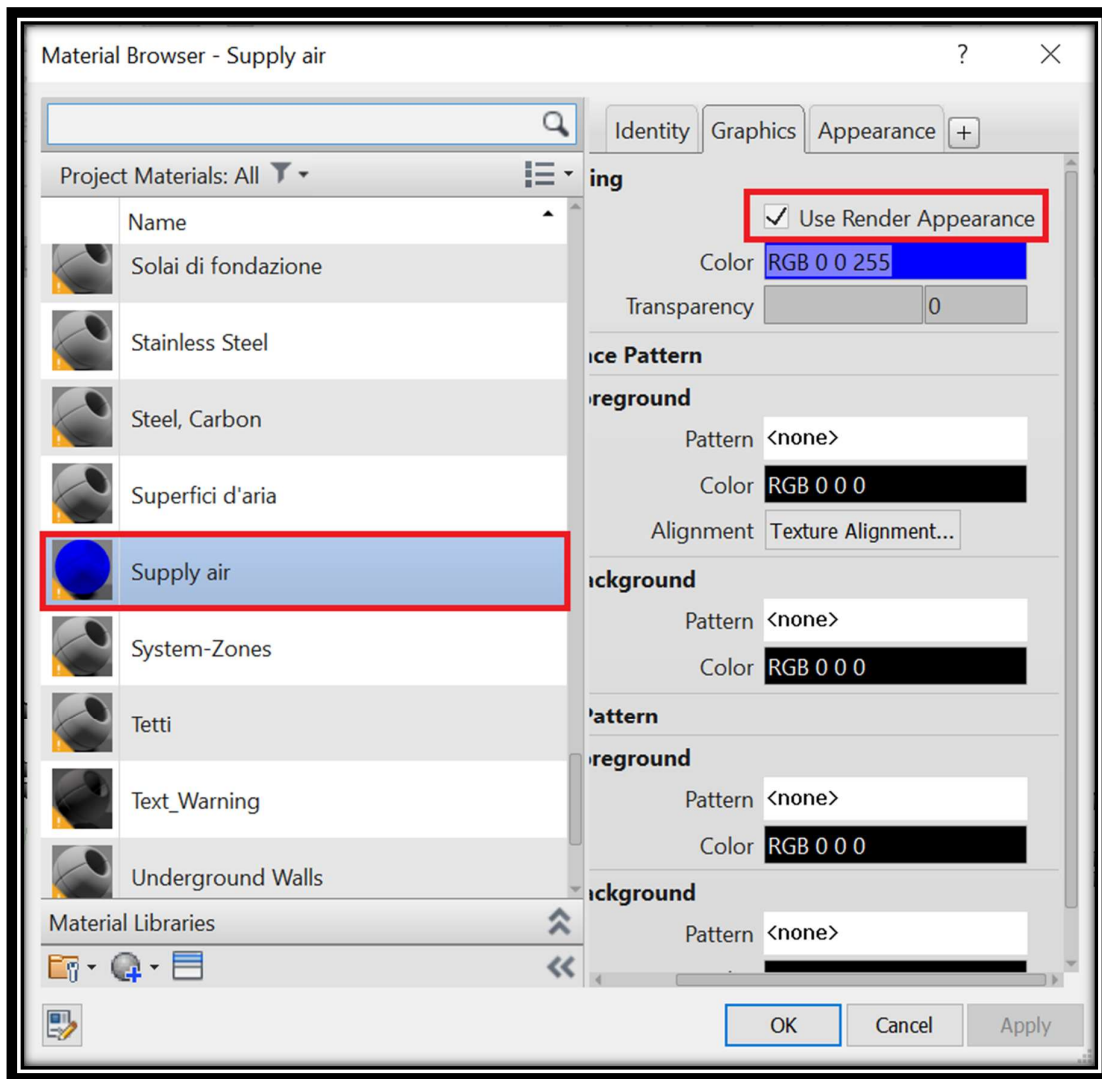 Material Browser - Supply air
?
Project Materials: All
Name
Solai di fondazione
Stainless Steel
Steel, Carbon
Superfici d'aria
Supply air
System-Zones
Tetti
Text_Warning
Underground Walls
Material Libraries
Identity Graphics Appearance +
ing
Use Render Appearance
Color RGB 0 0 255
Transparency 0
ce Pattern
reground
Pattern <none>
Color RGB 0 0 0
Alignment Texture Alignment...
ckground
Pattern <none>
Color RGB 0 0 0
Pattern
reground
Pattern <none>
Color RGB 0 0 0
ckground
Pattern <none>
OK Cancel Apply